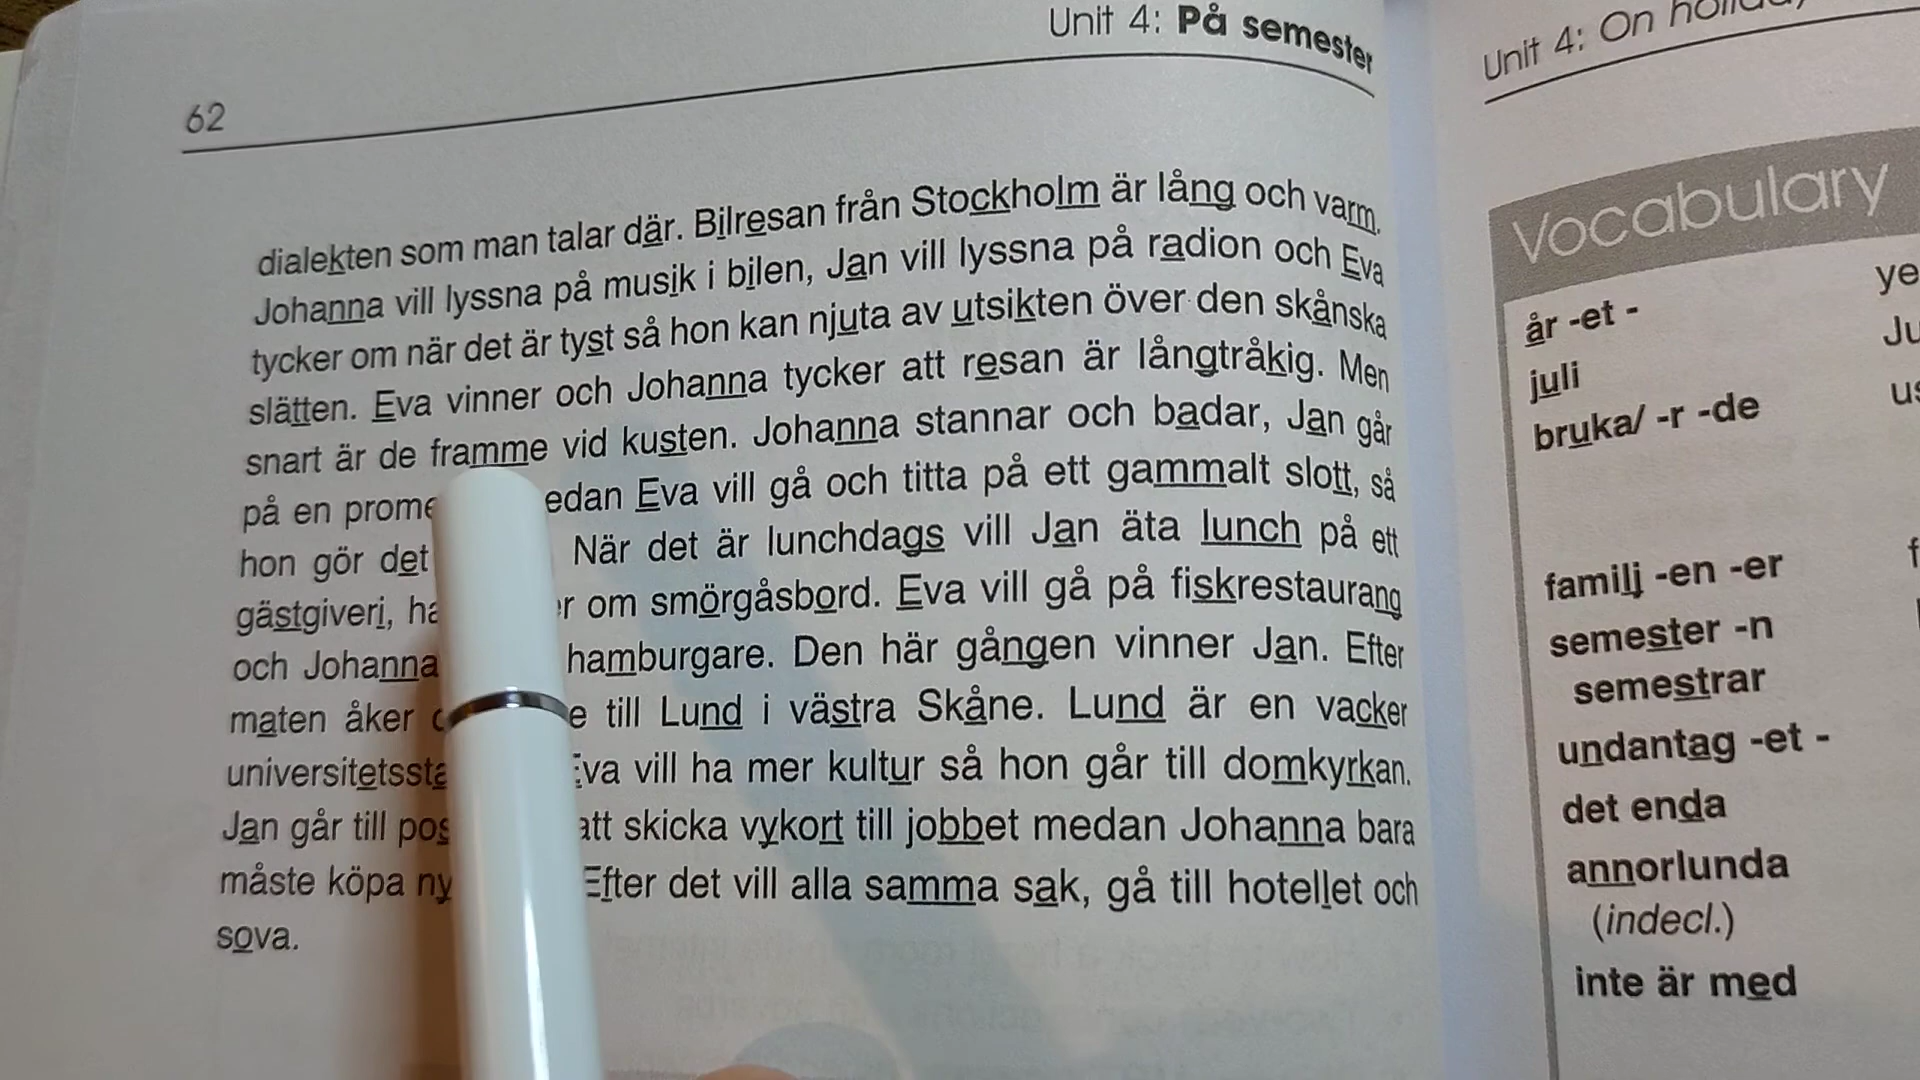 Unit 4: På semester
62
dialekten som man talar där. Bilresan från Stockholm är lång och varm.
Johanna vill lyssna på musik i bilen, Jan vill lyssna på radion och Eva
tycker om när det är tyst så hon kan njuta av utsikten över den skånska
slätten. Eva vinner och Johanna tycker att resan är långtråkig. Men
snart är de framme vid kusten. Johanna stannar och badar, Jan går
på en Eva vill gå och titta på ett gammalt slott, så
hon gör det När det är lunchdags vill Jan äta lunch på ett
gästgiveri, om smörgåsbord. Eva vill gå på fiskrestaurang
och Johanna hamburgare. Den här gången vinner Jan. Efter
maten åker till Lund i västra Skåne. Lund är en vacker
vill ha mer kultur så hon går till domkyrkan.
Jan går till att skicka vykort till jobbet medan Johanna bara
måste köpa Efter det vill alla samma sak, gå till hotellet och
sova.
Unit 4: On holiday
Vocabulary
år -et -
juli
bruka/ -r -de
familj -en -er
semester -n
semestrar
undantag -et -
det enda
annorlunda
(indecl.)
inte är med